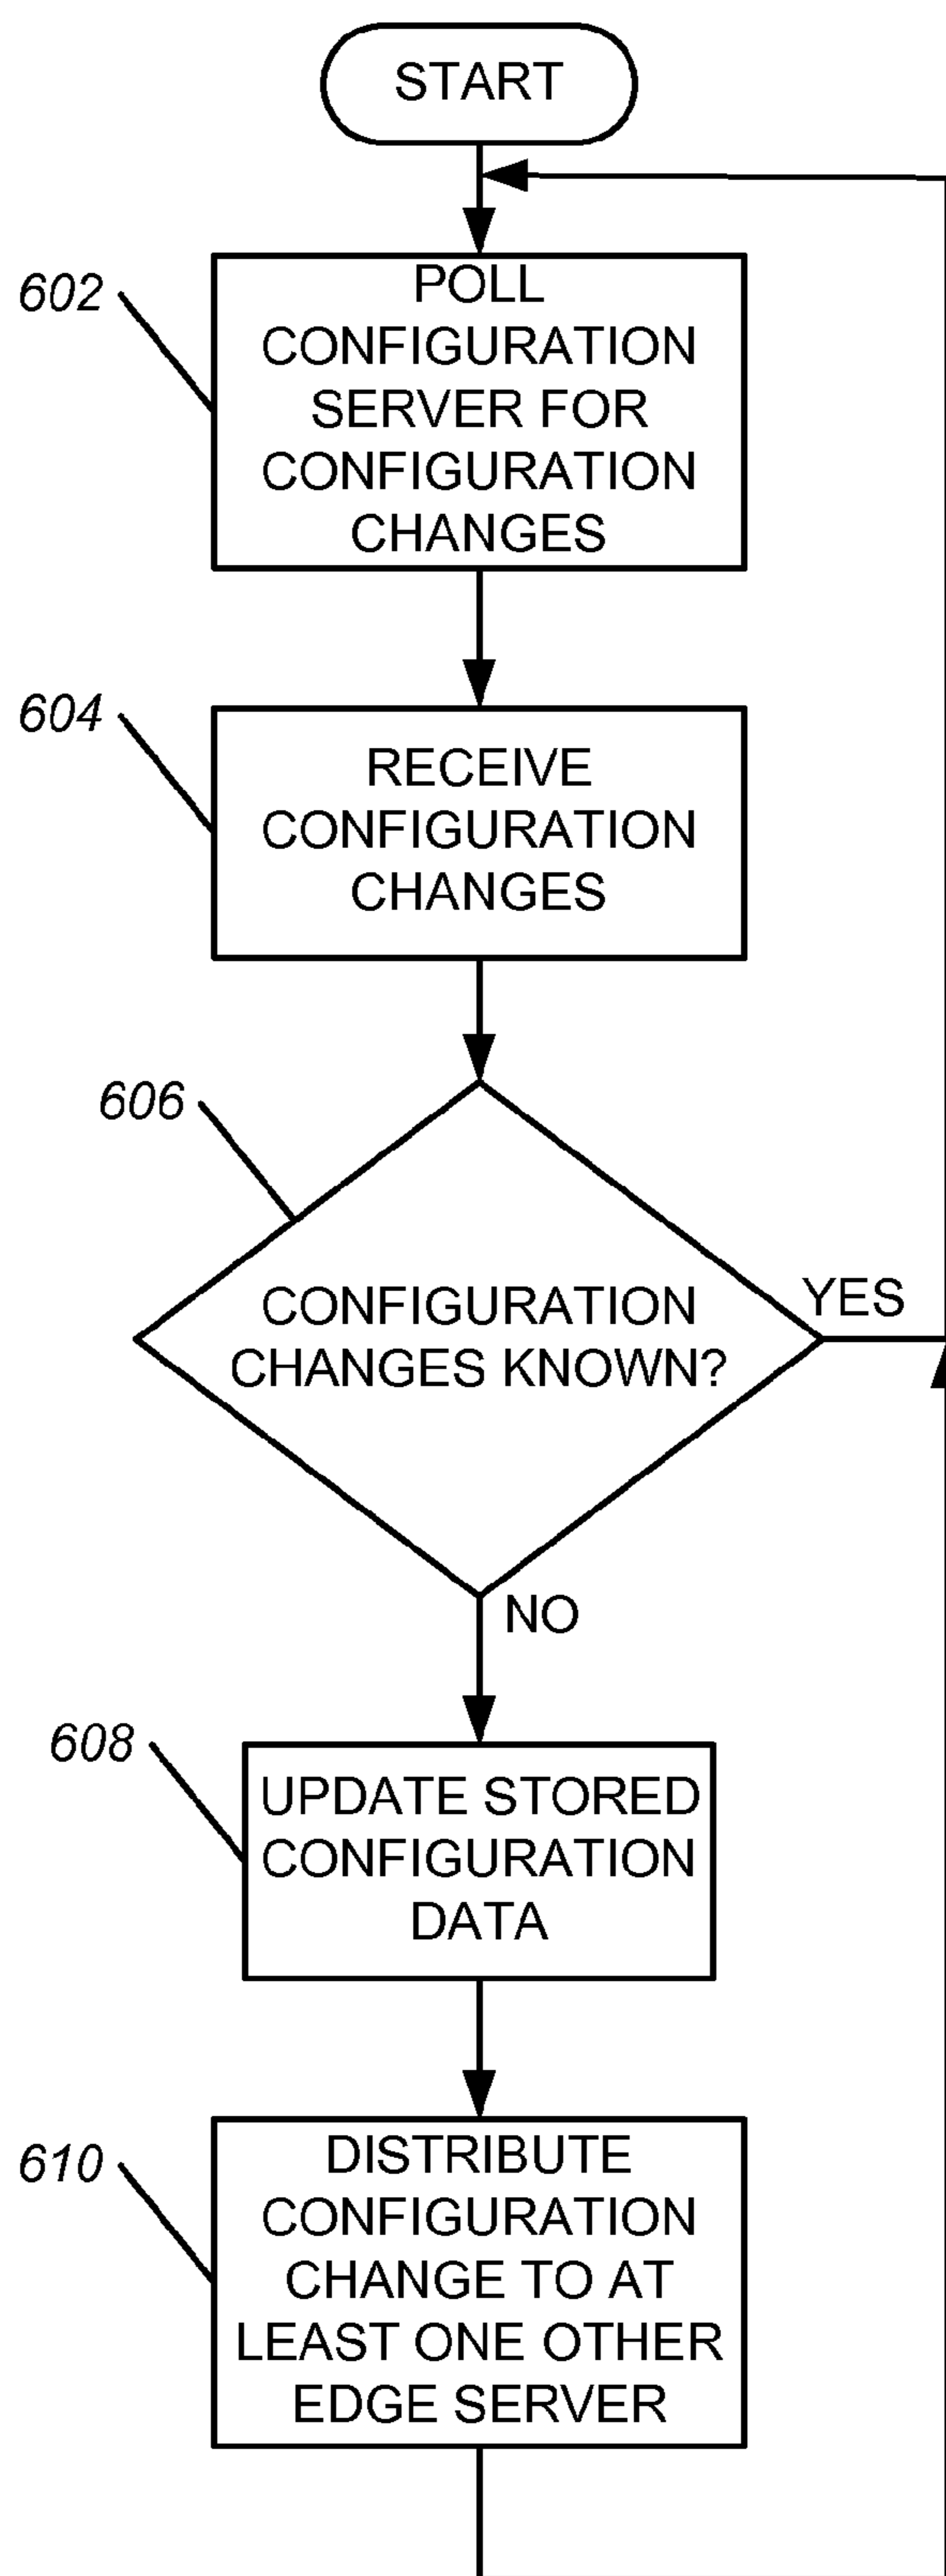 START
602
POLL
CONFIGURATION
SERVER FOR
CONFIGURATION
CHANGES
604
RECEIVE
CONFIGURATION
CHANGES
606
CONFIGURATION
CHANGES KNOWN?
YES
NO
608
UPDATE STORED
CONFIGURATION
DATA
610
DISTRIBUTE
CONFIGURATION
CHANGE TO AT
LEAST ONE OTHER
EDGE SERVER